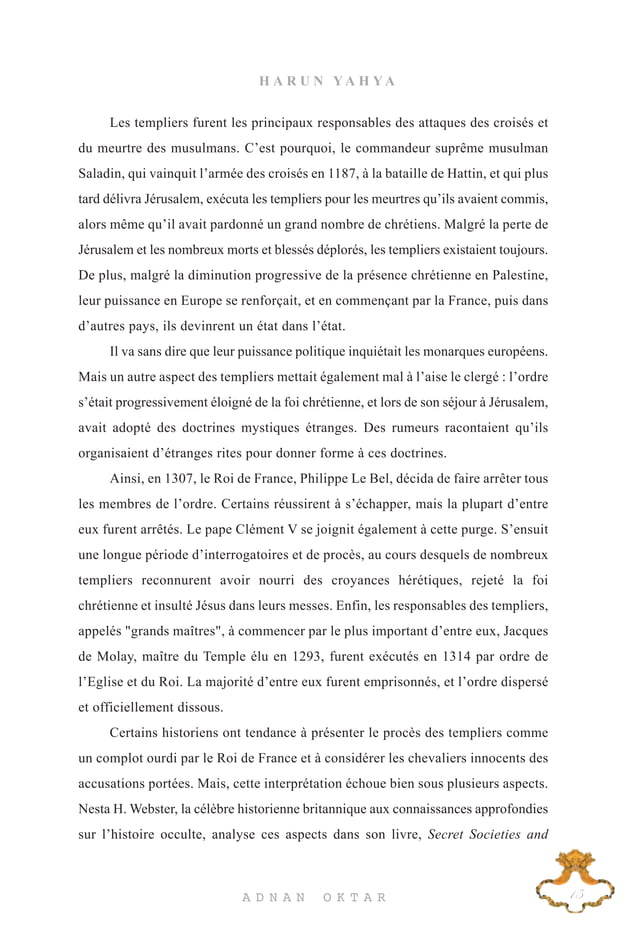 HARUN YAHYA
Les templiers furent les principaux responsables des attaques des croisés et
du meurtre des musulmans. C’est pourquoi, le commandeur suprême musulman
Saladin, qui vainquit l’armée des croisés en 1187, à la bataille de Hattin, et qui plus
tard délivra Jérusalem, exécuta les templiers pour les meurtres qu’ils avaient commis,
alors même qu’il avait pardonné un grand nombre de chrétiens. Malgré la perte de
Jérusalem et les nombreux morts et blessés déplorés, les templiers existaient toujours.
De plus, malgré la diminution progressive de la présence chrétienne en Palestine,
leur puissance en Europe se renforçait, et en commençant par la France, puis dans
d’autres pays, ils devinrent un état dans l’état.
Il va sans dire que leur puissance politique inquiétait les monarques européens.
Mais un autre aspect des templiers mettait également mal à l’aise le clergé : l’ordre
s’était progressivement éloigné de la foi chrétienne, et lors de son séjour à Jérusalem,
avait adopté des doctrines mystiques étranges. Des rumeurs racontaient qu’ils
organisaient d’étranges rites pour donner forme à ces doctrines.
Ainsi, en 1307, le Roi de France, Philippe Le Bel, décida de faire arrêter tous
les membres de l’ordre. Certains réussirent à s’échapper, mais la plupart d’entre
eux furent arrêtés. Le pape Clément V se joignit également à cette purge. S’ensuit
une longue période d’interrogatoires et de procès, au cours desquels de nombreux
templiers reconnurent avoir nourri des croyances hérétiques, rejeté la foi
chrétienne et insulté Jésus dans leurs messes. Enfin, les responsables des templiers,
appelés "grands maîtres", à commencer par le plus important d’entre eux, Jacques
de Molay, maître du Temple élu en 1293, furent exécutés en 1314 par ordre de
l’Eglise et du Roi. La majorité d’entre eux furent emprisonnés, et l’ordre dispersé
et officiellement dissous.
Certains historiens ont tendance à présenter le procès des templiers comme
un complot ourdi par le Roi de France et à considérer les chevaliers innocents des
accusations portées. Mais, cette interprétation échoue bien sous plusieurs aspects.
Nesta H. Webster, la célèbre historienne britannique aux connaissances approfondies
sur l’histoire occulte, analyse ces aspects dans son livre, Secret Societies and
ADNAN OKTAR
15